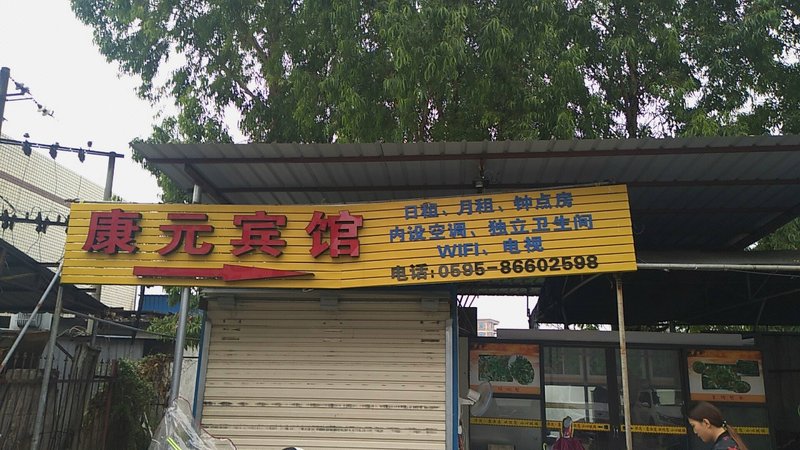 康元宾馆
日租、月租、钟点房
内设空调、独立卫生间
WIFI、电视
电话:0595-86602598